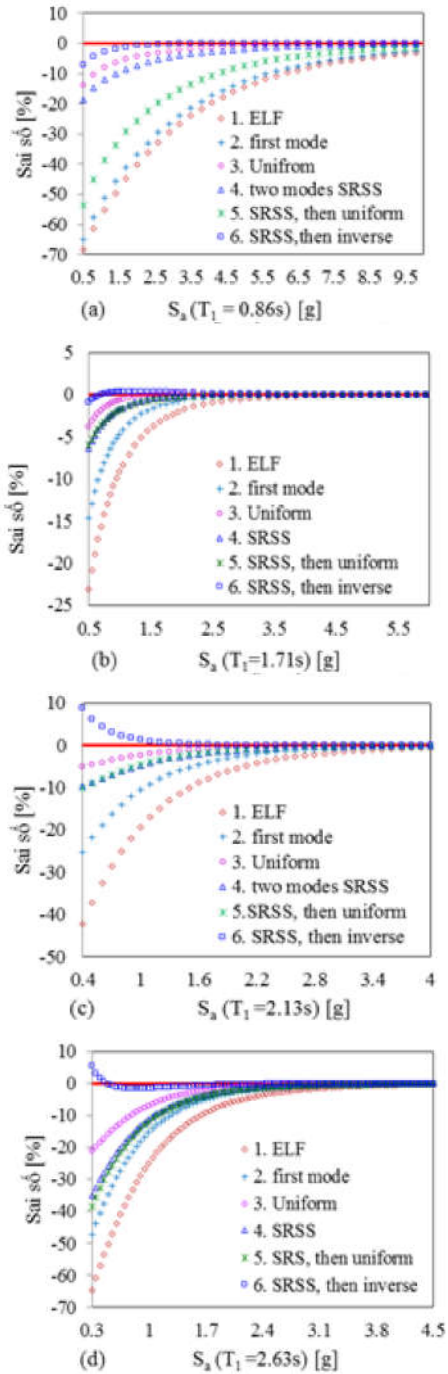 0
-10
-20
-30
-40
-50
-60
-70
Sai số [%]
1. ELF
2. first mode
3. Unifrom
4. two modes SRSS
5. SRSS, then uniform
6. SRSS,then inverse
0.5 1.5 2.5 3.5 4.5 5.5 6.5 7.5 8.5 9.5
(a) Sa (T1 = 0.86s) [g]
5
0
-5
-10
-15
-20
-25
Sai số [%]
1. ELF
2. first mode
3. Uniform
4. SRSS
5. SRSS, then uniform
6. SRSS, then inverse
0.5 1.5 2.5 3.5 4.5 5.5
(b) Sa (T1=1.71s) [g]
10
0
-10
-20
-30
-40
-50
Sai số [%]
1. ELF
2. first mode
3. Uniform
4. two modes SRSS
5.SRSS, then uniform
6. SRSS, then inverse
0.4 1 1.6 2.2 2.8 3.4 4
(c) Sa (T1 =2.13s) [g]
10
0
-10
-20
-30
-40
-50
-60
-70
Sai số [%]
1. ELF
2. first mode
3. Uniform
4. SRSS
5. SRS, then uniform
6. SRSS, then inverse
0.3 1 1.7 2.4 3.1 3.8 4.5
(d) Sa (T1=2.63s) [g]